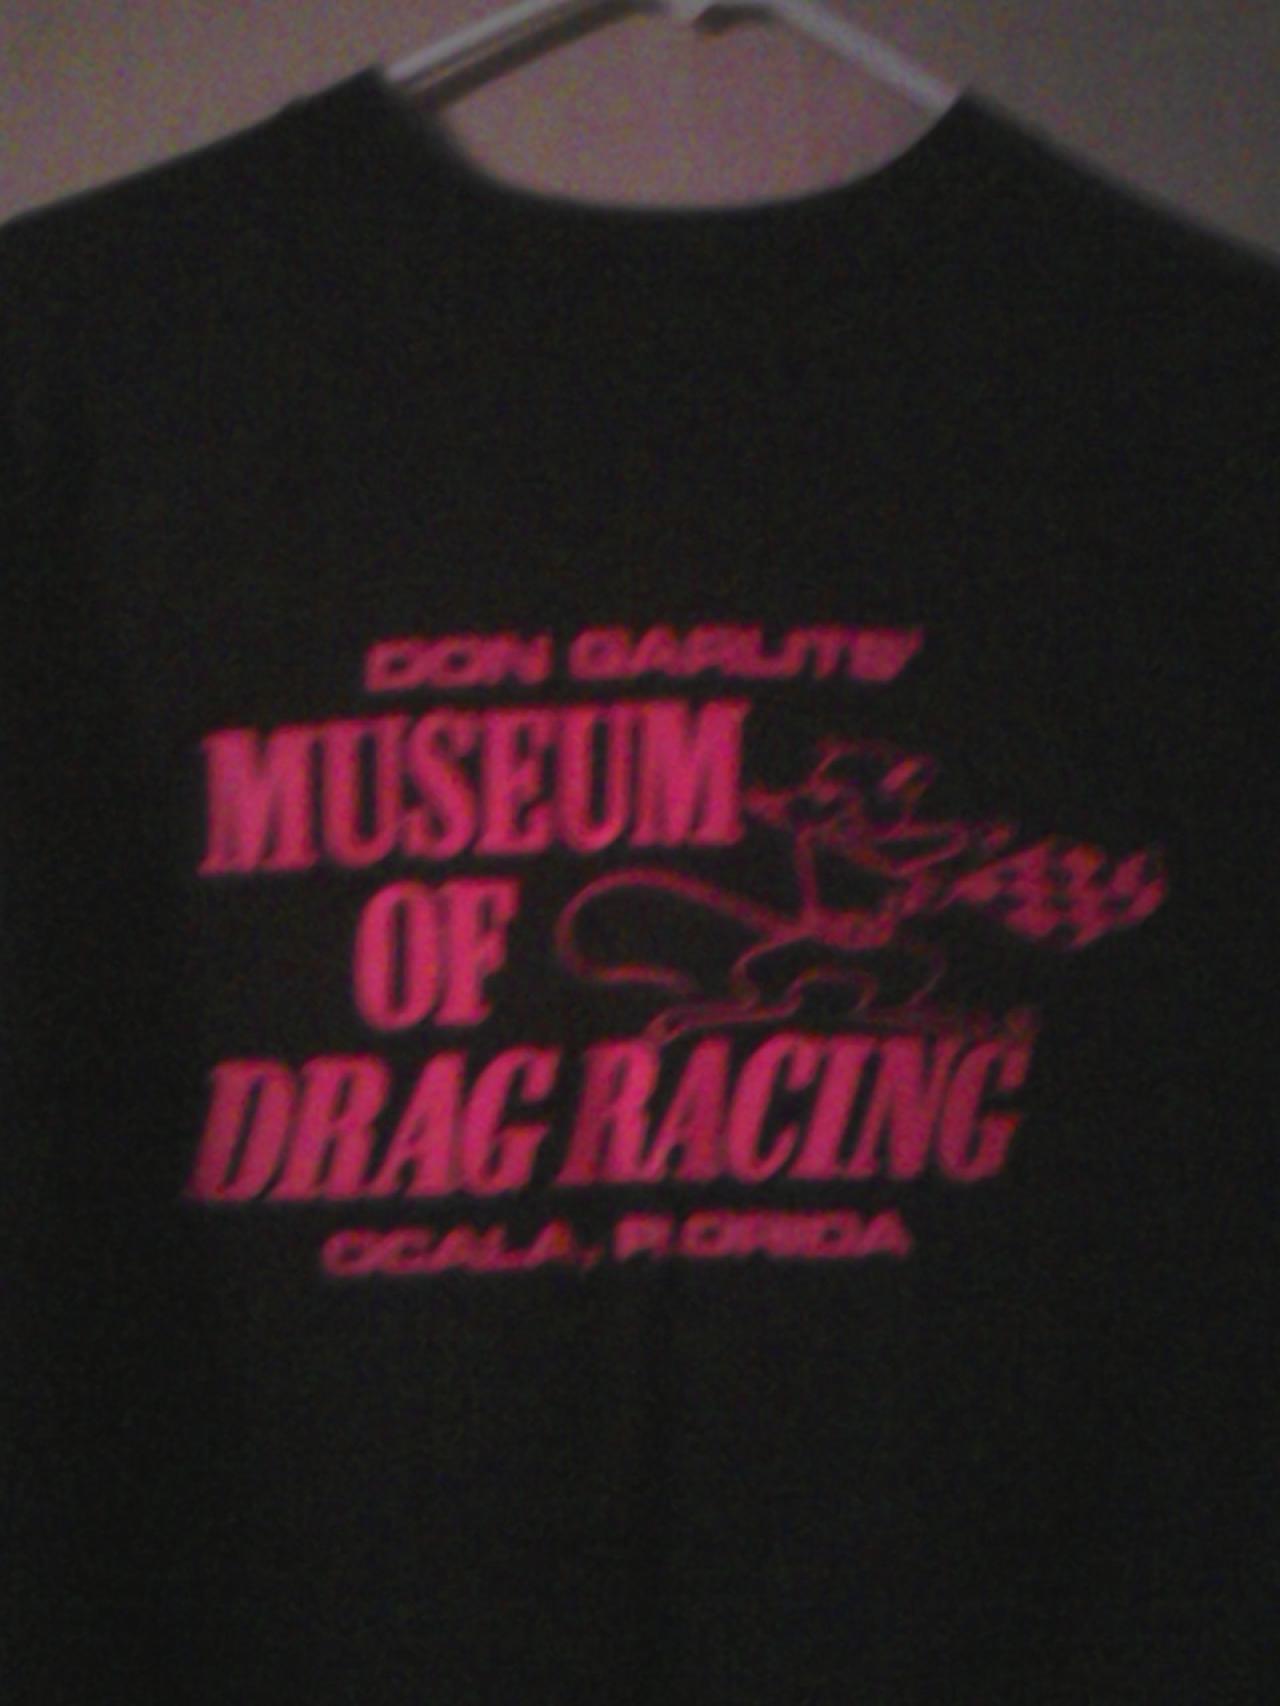 DON GARLITS'
MUSEUM
OF
DRAG RACING
OCALA, FLORIDA